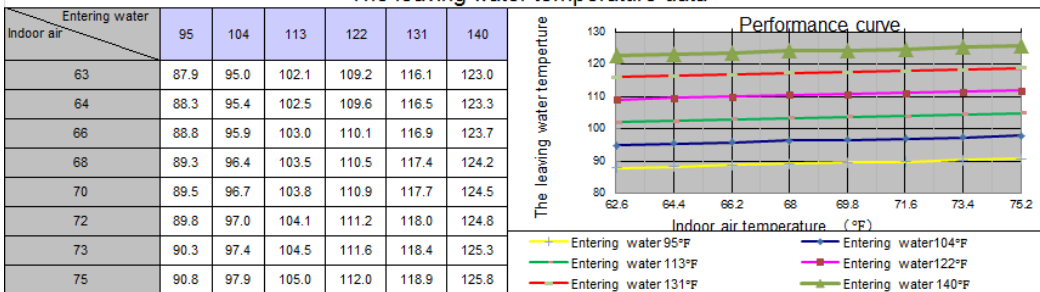 The leaving water temperature data
Entering water
Indoor air
95 104 113 122 131 140
63 87.9 95.0 102.1 109.2 116.1 123.0
64 88.3 95.4 102.5 109.6 116.5 123.3
66 88.8 95.9 103.0 110.1 116.9 123.7
68 89.3 96.4 103.5 110.5 117.4 124.2
70 89.5 96.7 103.8 110.9 117.7 124.5
72 89.8 97.0 104.1 111.2 118.0 124.8
73 90.3 97.4 104.5 111.6 118.4 125.3
75 90.8 97.9 105.0 112.0 118.9 125.8
Performance curve
The leaving water temperture
130
120
110
100
90
80
62.6 64.4 66.2 68 69.8 71.6 73.4 75.2
Indoor air temperature (°F)
Entering water 95°F
Entering water104°F
Entering water 113°F
Entering water122°F
Entering water 131°F
Entering water 140°F